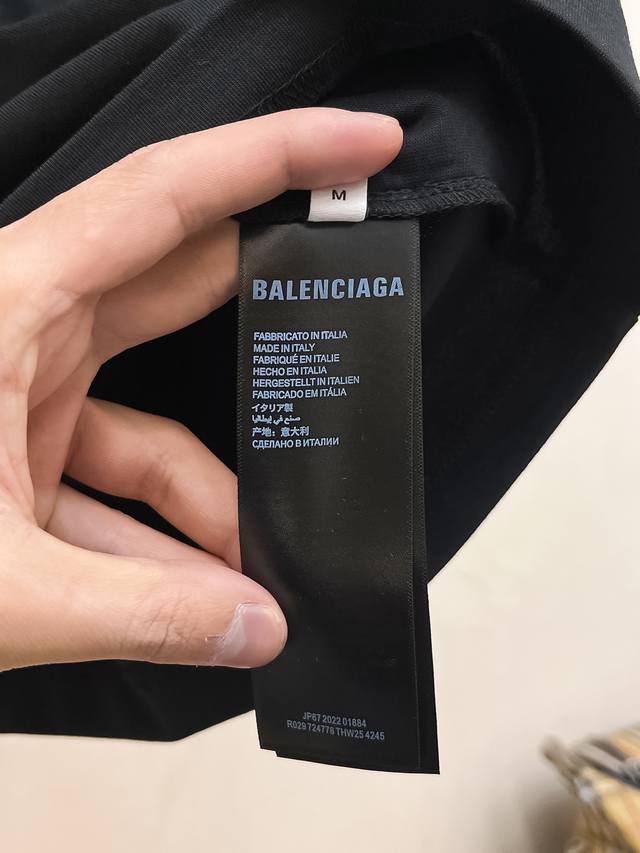 M
BALENCIAGA
FABBRICATO IN ITALIA
MADE IN ITALY
FABRIQUÉ EN ITALIE
HECHO EN ITALIA
HERGESTELLT IN ITALIEN
FABRICADO EM ITÁLIA
イタリア製
صنع في إيطاليا
产地：意大利
СДЕЛАНО В ИТАЛИИ
JP67 2022 01884
R029 724778 THW25 4245